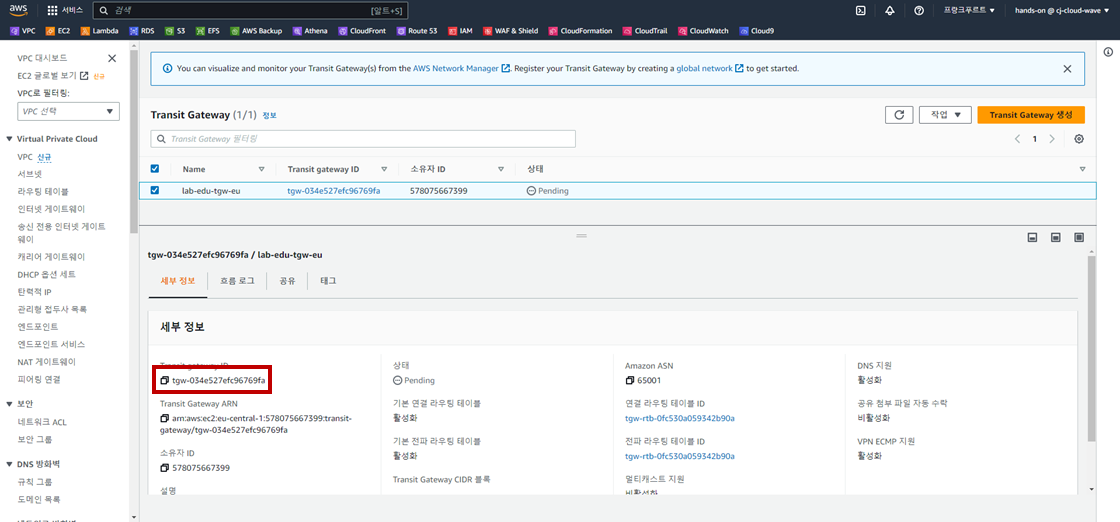 aws
서비스
검색
[알트+S]
프랑크푸르트
hands-on @ cj-cloud-wave
VPC
EC2
Lambda
RDS
S3
EFS
AWS Backup
Athena
CloudFront
Route 53
IAM
WAF & Shield
CloudFormation
CloudTrail
CloudWatch
Cloud9
VPC 대시보드
EC2 글로벌 보기
신규
VPC로 필터링:
VPC 선택
Virtual Private Cloud
VPC 신규
서브넷
라우팅 테이블
인터넷 게이트웨이
송신 전용 인터넷 게이트
웨이
캐리어 게이트웨이
DHCP 옵션 세트
탄력적 IP
관리형 접두사 목록
엔드포인트
엔드포인트 서비스
NAT 게이트웨이
피어링 연결
보안
네트워크 ACL
보안 그룹
DNS 방화벽
규칙 그룹
도메인 목록
You can visualize and monitor your Transit Gateway(s) from the AWS Network Manager. Register your Transit Gateway by creating a global network to get started.
Transit Gateway (1/1) 정보
작업
Transit Gateway 생성
Transit Gateway 필터링
1
Name
Transit gateway ID
소유자 ID
상태
lab-edu-tgw-eu
tgw-034e527efc96769fa
578075667399
Pending
tgw-034e527efc96769fa / lab-edu-tgw-eu
세부 정보
흐름 로그
공유
태그
세부 정보
Transit gateway ID
tgw-034e527efc96769fa
Transit Gateway ARN
arn:aws:ec2:eu-central-1:578075667399:transit-
gateway/tgw-034e527efc96769fa
소유자 ID
578075667399
설명
상태
Pending
기본 연결 라우팅 테이블
활성화
기본 전파 라우팅 테이블
활성화
Transit Gateway CIDR 블록
Amazon ASN
65001
연결 라우팅 테이블 ID
tgw-rtb-0fc530a059342b90a
전파 라우팅 테이블 ID
tgw-rtb-0fc530a059342b90a
멀티캐스트 지원
비활성화
DNS 지원
활성화
공유 첨부 파일 자동 수락
비활성화
VPN ECMP 지원
활성화